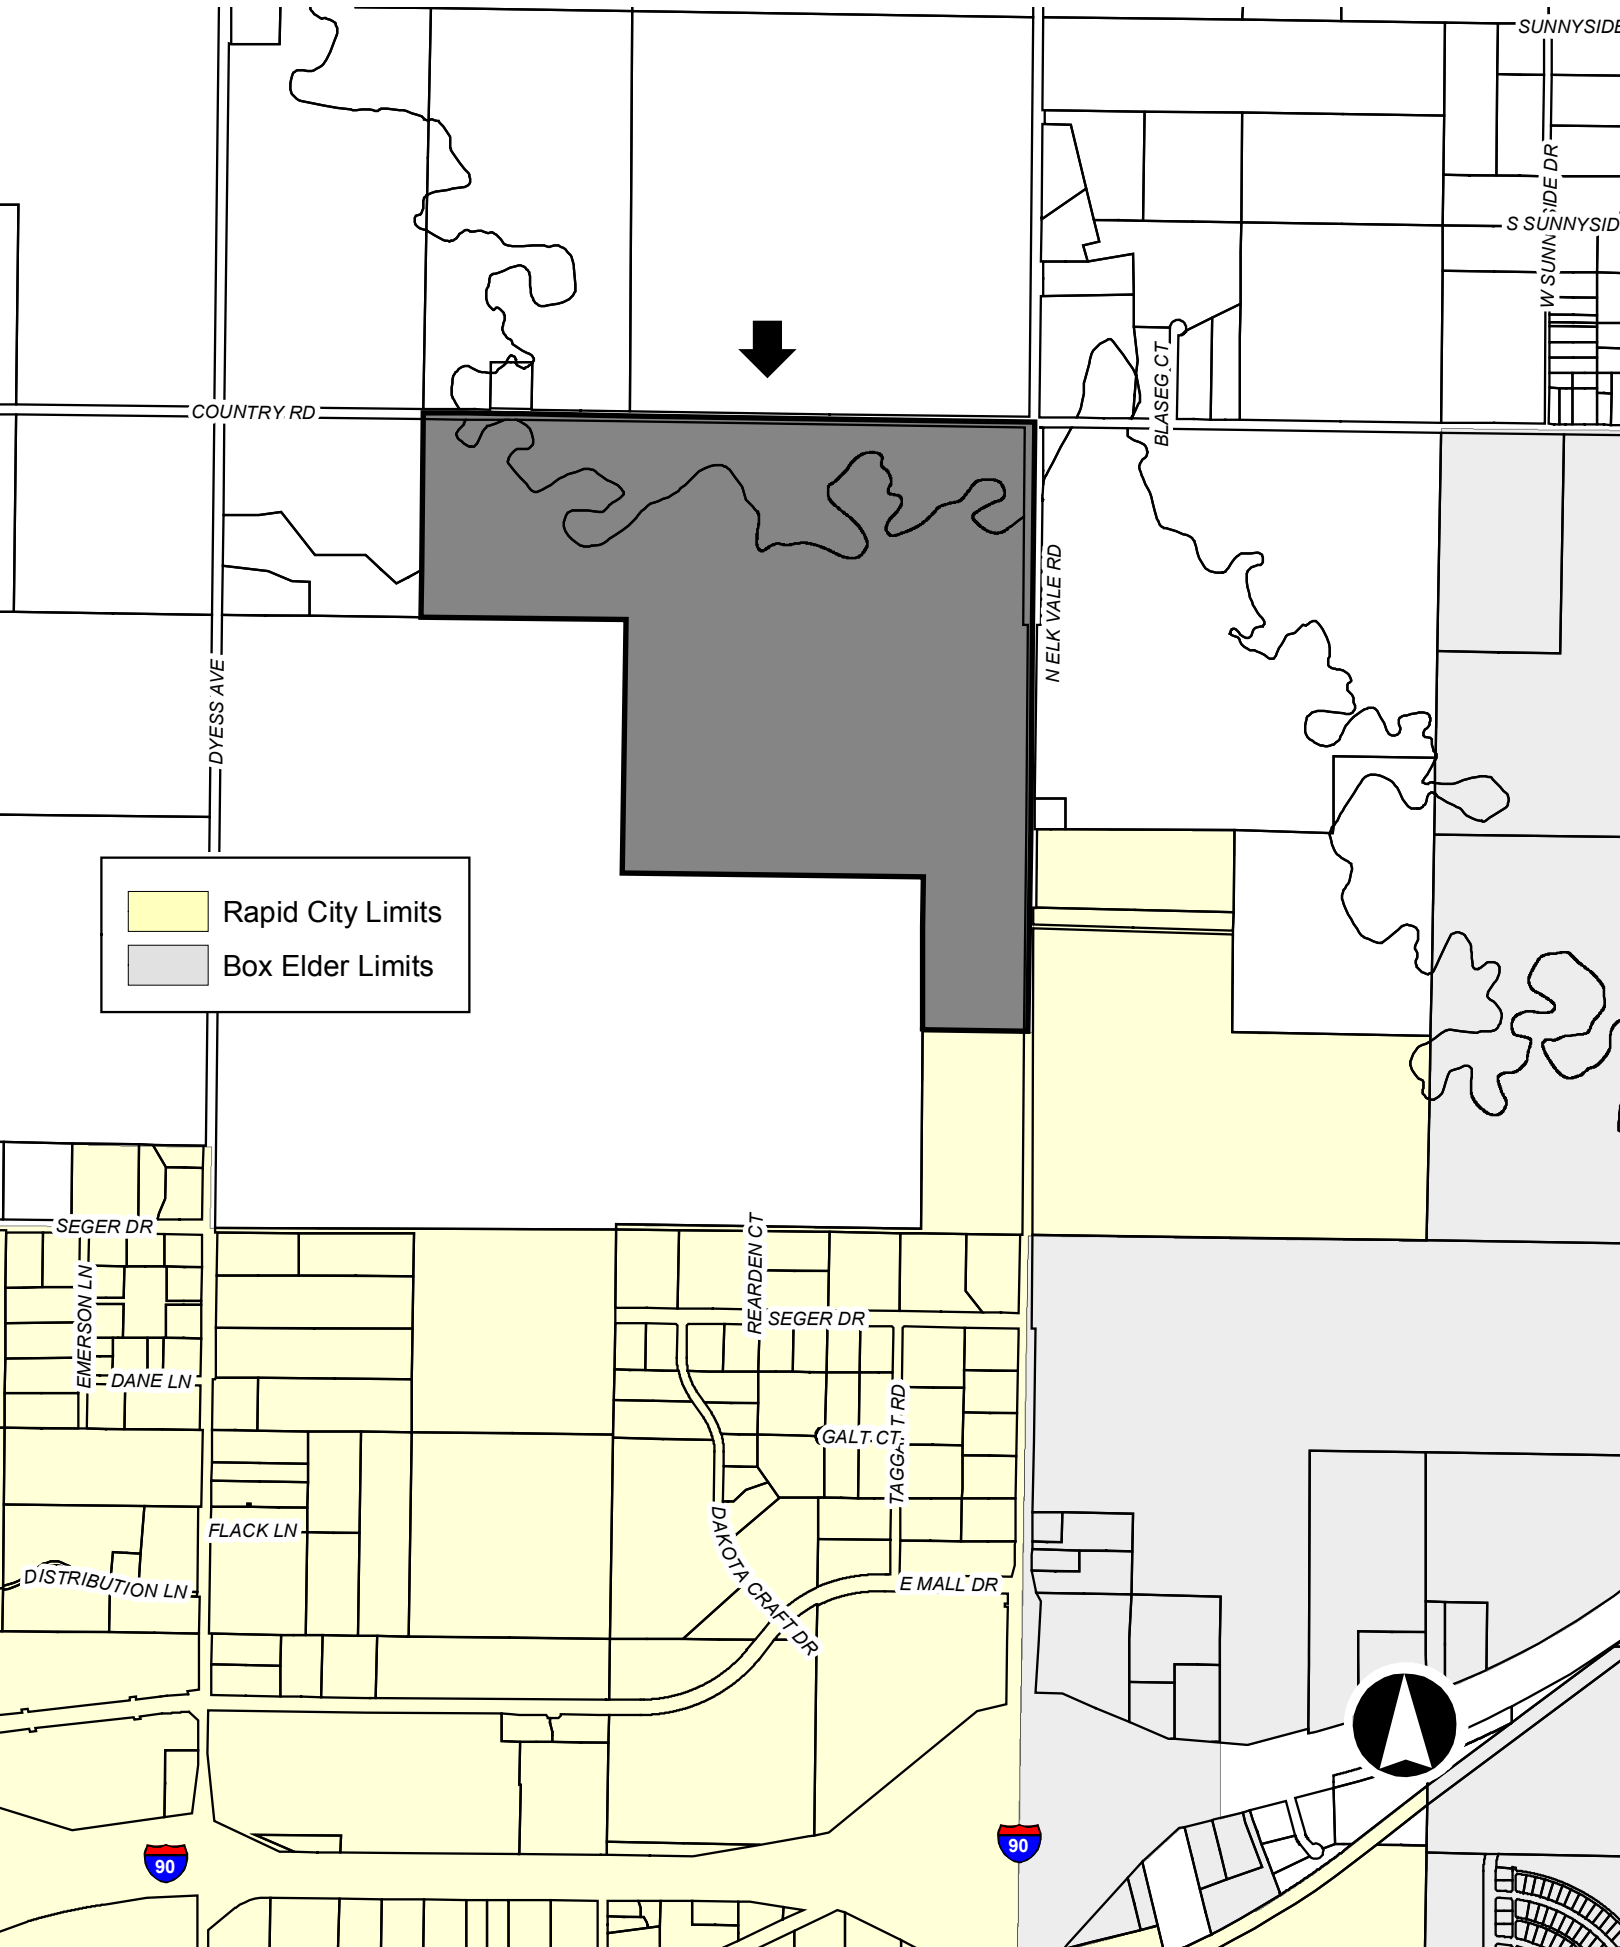 SUNNYSIDE
W SUNNYSIDE DR
S SUNNYSID
BLASEG CT
COUNTRY RD
N ELK VALE RD
DYESS AVE
Rapid City Limits
Box Elder Limits
SEGER DR
REARDEN CT
EMERSON LN
SEGER DR
DANE LN
TAGGART RD
GALT CT
DAKOTA CRAFT DR
FLACK LN
DISTRIBUTION LN
E MALL DR
90
90